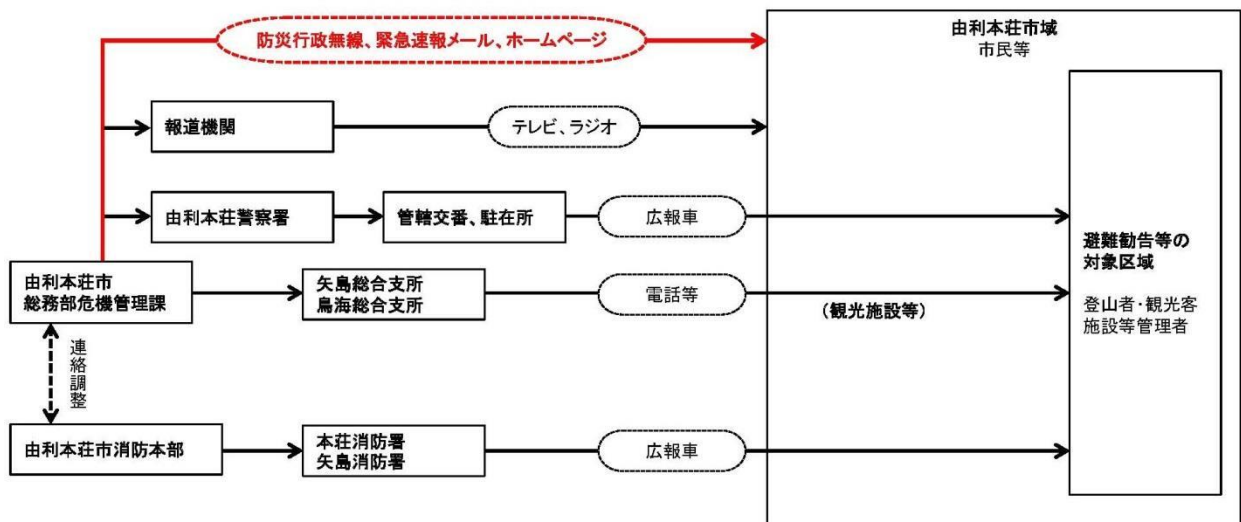 防災行政無線、緊急速報メール、ホームページ
由利本荘市域
市民等
報道機関
テレビ、ラジオ
由利本荘警察署
管轄交番、駐在所
広報車
避難勧告等の
対象区域
登山者・観光客
施設等管理者
由利本荘市
総務部危機管理課
矢島総合支所
鳥海総合支所
電話等
(観光施設等)
連絡調整
由利本荘市消防本部
本荘消防署
矢島消防署
広報車